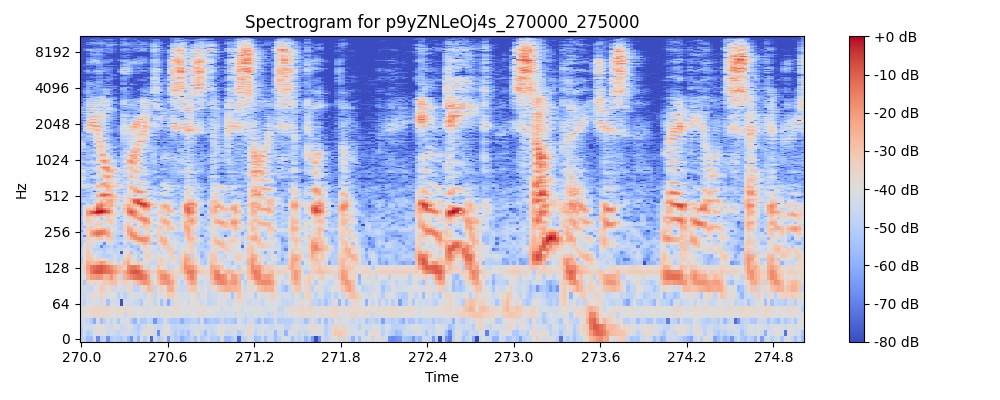 Spectrogram for p9yZNLeOj4s_270000_275000
Hz
8192
4096
2048
1024
512
256
128
64
0
270.0 270.6 271.2 271.8 272.4 273.0 273.6 274.2 274.8
Time
+0 dB
-10 dB
-20 dB
-30 dB
-40 dB
-50 dB
-60 dB
-70 dB
-80 dB